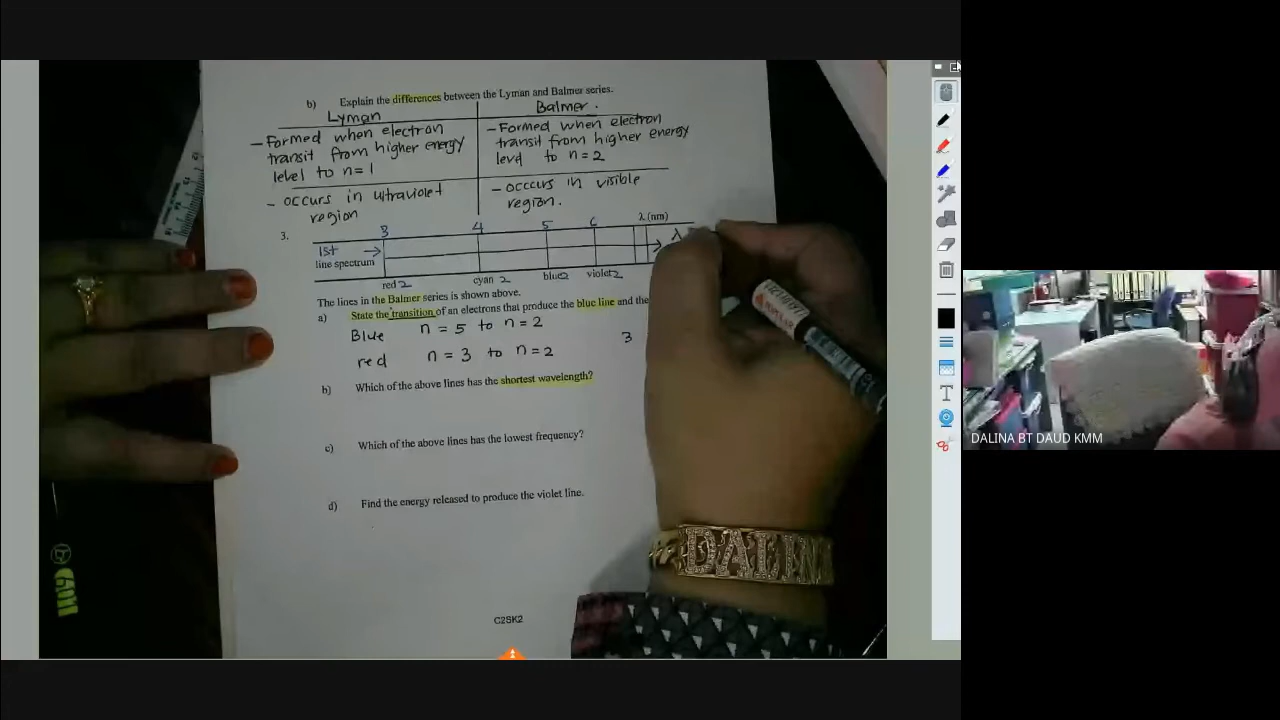 b) Explain the differences between the Lyman and Balmer series.
Lyman
- Formed when electron
transit from higher energy
level to n=1
- occurs in ultraviolet
region
Balmer.
- Formed when electron
transit from higher energy
level to n=2
- occcurs in visible
region.
λ (nm)
3.
3 4 5 6
1st
line spectrum
λ
red 2 cyan 2 blue2 violet2
The lines in the Balmer series is shown above.
a) State the transition of an electrons that produce the blue line and the
Blue n = 5 to n = 2
3
red n = 3 to n = 2
b) Which of the above lines has the shortest wavelength?
c) Which of the above lines has the lowest frequency?
d) Find the energy released to produce the violet line.
C2SK2
DALIN
DALINA BT DAUD KMM
T